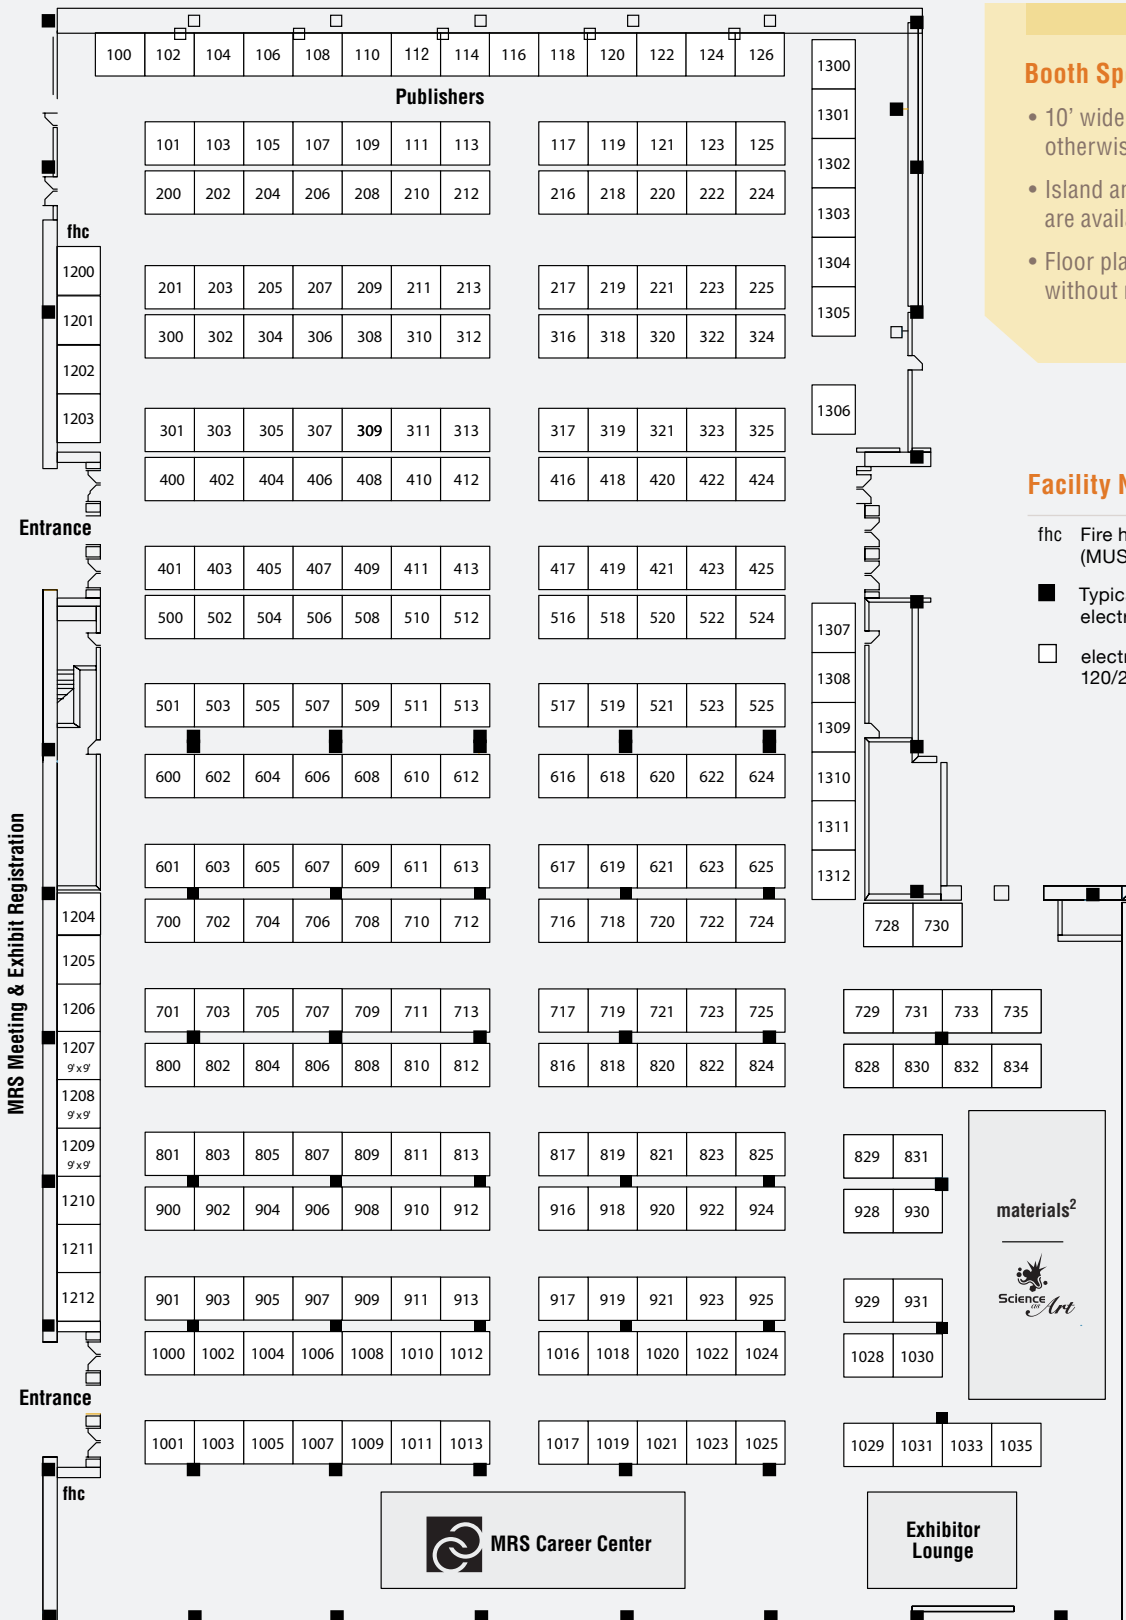 100 102 104 106 108 110 112 114 116 118 120 122 124 126
Publishers
101 103 105 107 109 111 113 117 119 121 123 125
200 202 204 206 208 210 212 216 218 220 222 224
201 203 205 207 209 211 213 217 219 221 223 225
300 302 304 306 308 310 312 316 318 320 322 324
301 303 305 307 309 311 313 317 319 321 323 325
400 402 404 406 408 410 412 416 418 420 422 424
401 403 405 407 409 411 413 417 419 421 423 425
500 502 504 506 508 510 512 516 518 520 522 524
501 503 505 507 509 511 513 517 519 521 523 525
600 602 604 606 608 610 612 616 618 620 622 624
601 603 605 607 609 611 613 617 619 621 623 625
700 702 704 706 708 710 712 716 718 720 722 724
728 730
701 703 705 707 709 711 713 717 719 721 723 725 729 731 733 735
800 802 804 806 808 810 812 816 818 820 822 824 828 830 832 834
801 803 805 807 809 811 813 817 819 821 823 825 829 831
900 902 904 906 908 910 912 916 918 920 922 924 928 930
901 903 905 907 909 911 913 917 919 921 923 925 929 931
1000 1002 1004 1006 1008 1010 1012 1016 1018 1020 1022 1024 1028 1030
1001 1003 1005 1007 1009 1011 1013 1017 1019 1021 1023 1025 1029 1031 1033 1035
fhc
1200
1201
1202
1203
Entrance
MRS Meeting & Exhibit Registration
1204
1205
1206
1207
9'x9'
1208
9'x9'
1209
9'x9'
1210
1211
1212
Entrance
fhc
1300
1301
1302
1303
1304
1305
1306
1307
1308
1309
1310
1311
1312
materials²
Science
as Art
MRS Career Center
Exhibitor
Lounge
Booth Sp
• 10' wide
otherwis
• Island a
are avail
• Floor pla
without
Facility
fhc Fire h
(MUS
Typic
electr
electr
120/2